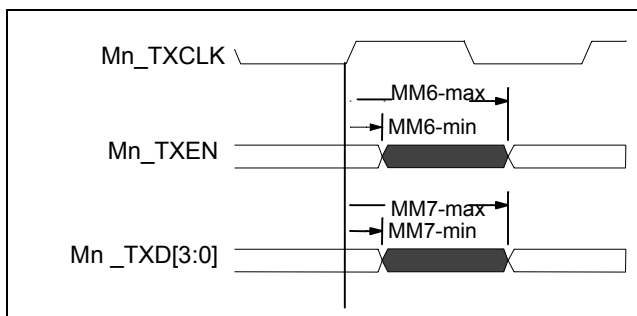 Mn_TXCLK
MM6-max
MM6-min
Mn_TXEN
MM7-max
MM7-min
Mn _TXD[3:0]